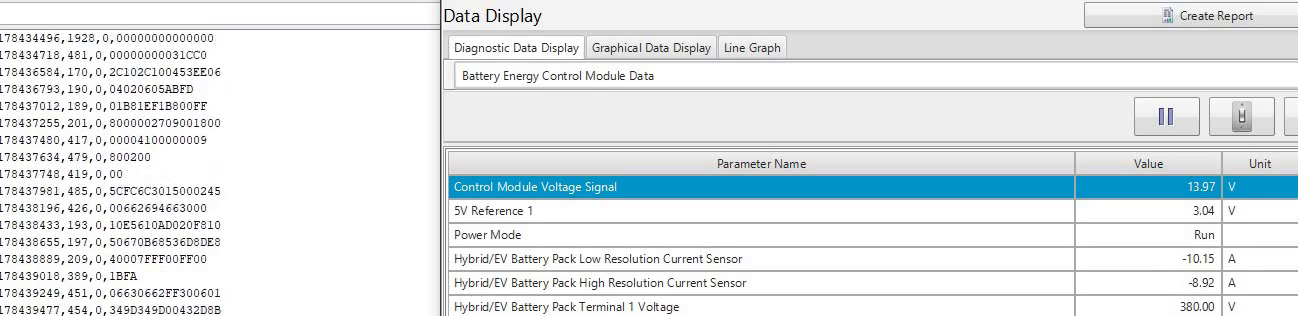 178434496,1928,0,00000000000000
178434718,481,0,00000000031CC0
178436584,170,0,2C102C100453EE06
178436793,190,0,04020605ABFD
178437012,189,0,01B81EF1B800FF
178437255,201,0,8000002709001800
178437480,417,0,00004100000009
178437634,479,0,800200
178437748,419,0,00
178437981,485,0,5CFC6C3015000245
178438196,426,0,00662694663000
178438433,193,0,10E5610AD020F810
178438655,197,0,50670B68536D8DE8
178438889,209,0,40007FFF00FF00
178439018,389,0,1BFA
178439249,451,0,06630662FF300601
178439477,454,0,349D349D00432D8B
Data Display
Create Report
Diagnostic Data Display Graphical Data Display Line Graph
Battery Energy Control Module Data
Parameter Name Value Unit
Control Module Voltage Signal 13.97 V
5V Reference 1 3.04 V
Power Mode Run
Hybrid/EV Battery Pack Low Resolution Current Sensor -10.15 A
Hybrid/EV Battery Pack High Resolution Current Sensor -8.92 A
Hybrid/EV Battery Pack Terminal 1 Voltage 380.00 V